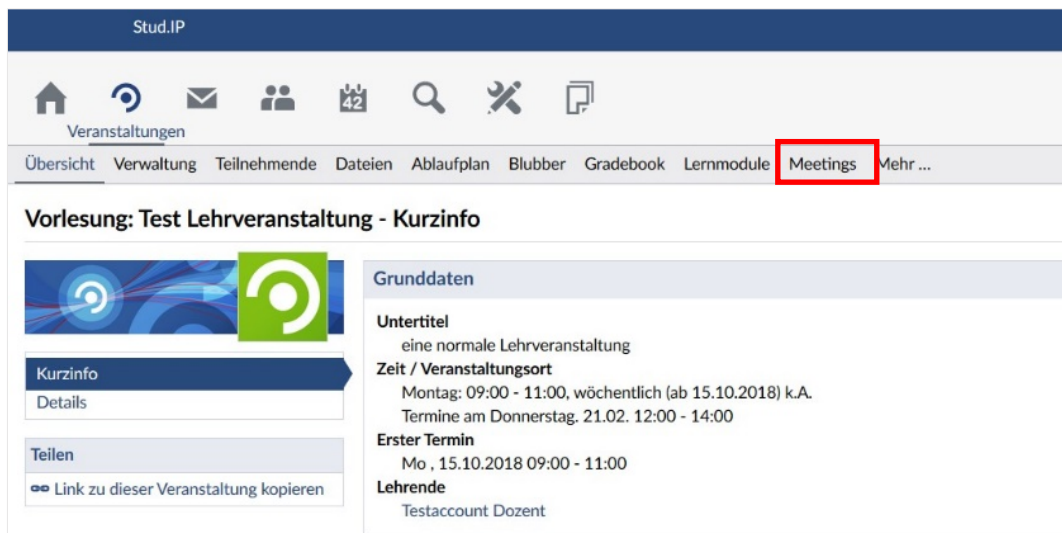 Stud.IP
42
Veranstaltungen
Übersicht Verwaltung Teilnehmende Dateien Ablaufplan Blubber Gradebook Lernmodule Meetings Mehr ...
Vorlesung: Test Lehrveranstaltung - Kurzinfo
Kurzinfo
Details
Teilen
Link zu dieser Veranstaltung kopieren
Grunddaten
Untertitel
eine normale Lehrveranstaltung
Zeit / Veranstaltungsort
Montag: 09:00 - 11:00, wöchentlich (ab 15.10.2018) k.A.
Termine am Donnerstag. 21.02. 12:00 - 14:00
Erster Termin
Mo , 15.10.2018 09:00 - 11:00
Lehrende
Testaccount Dozent